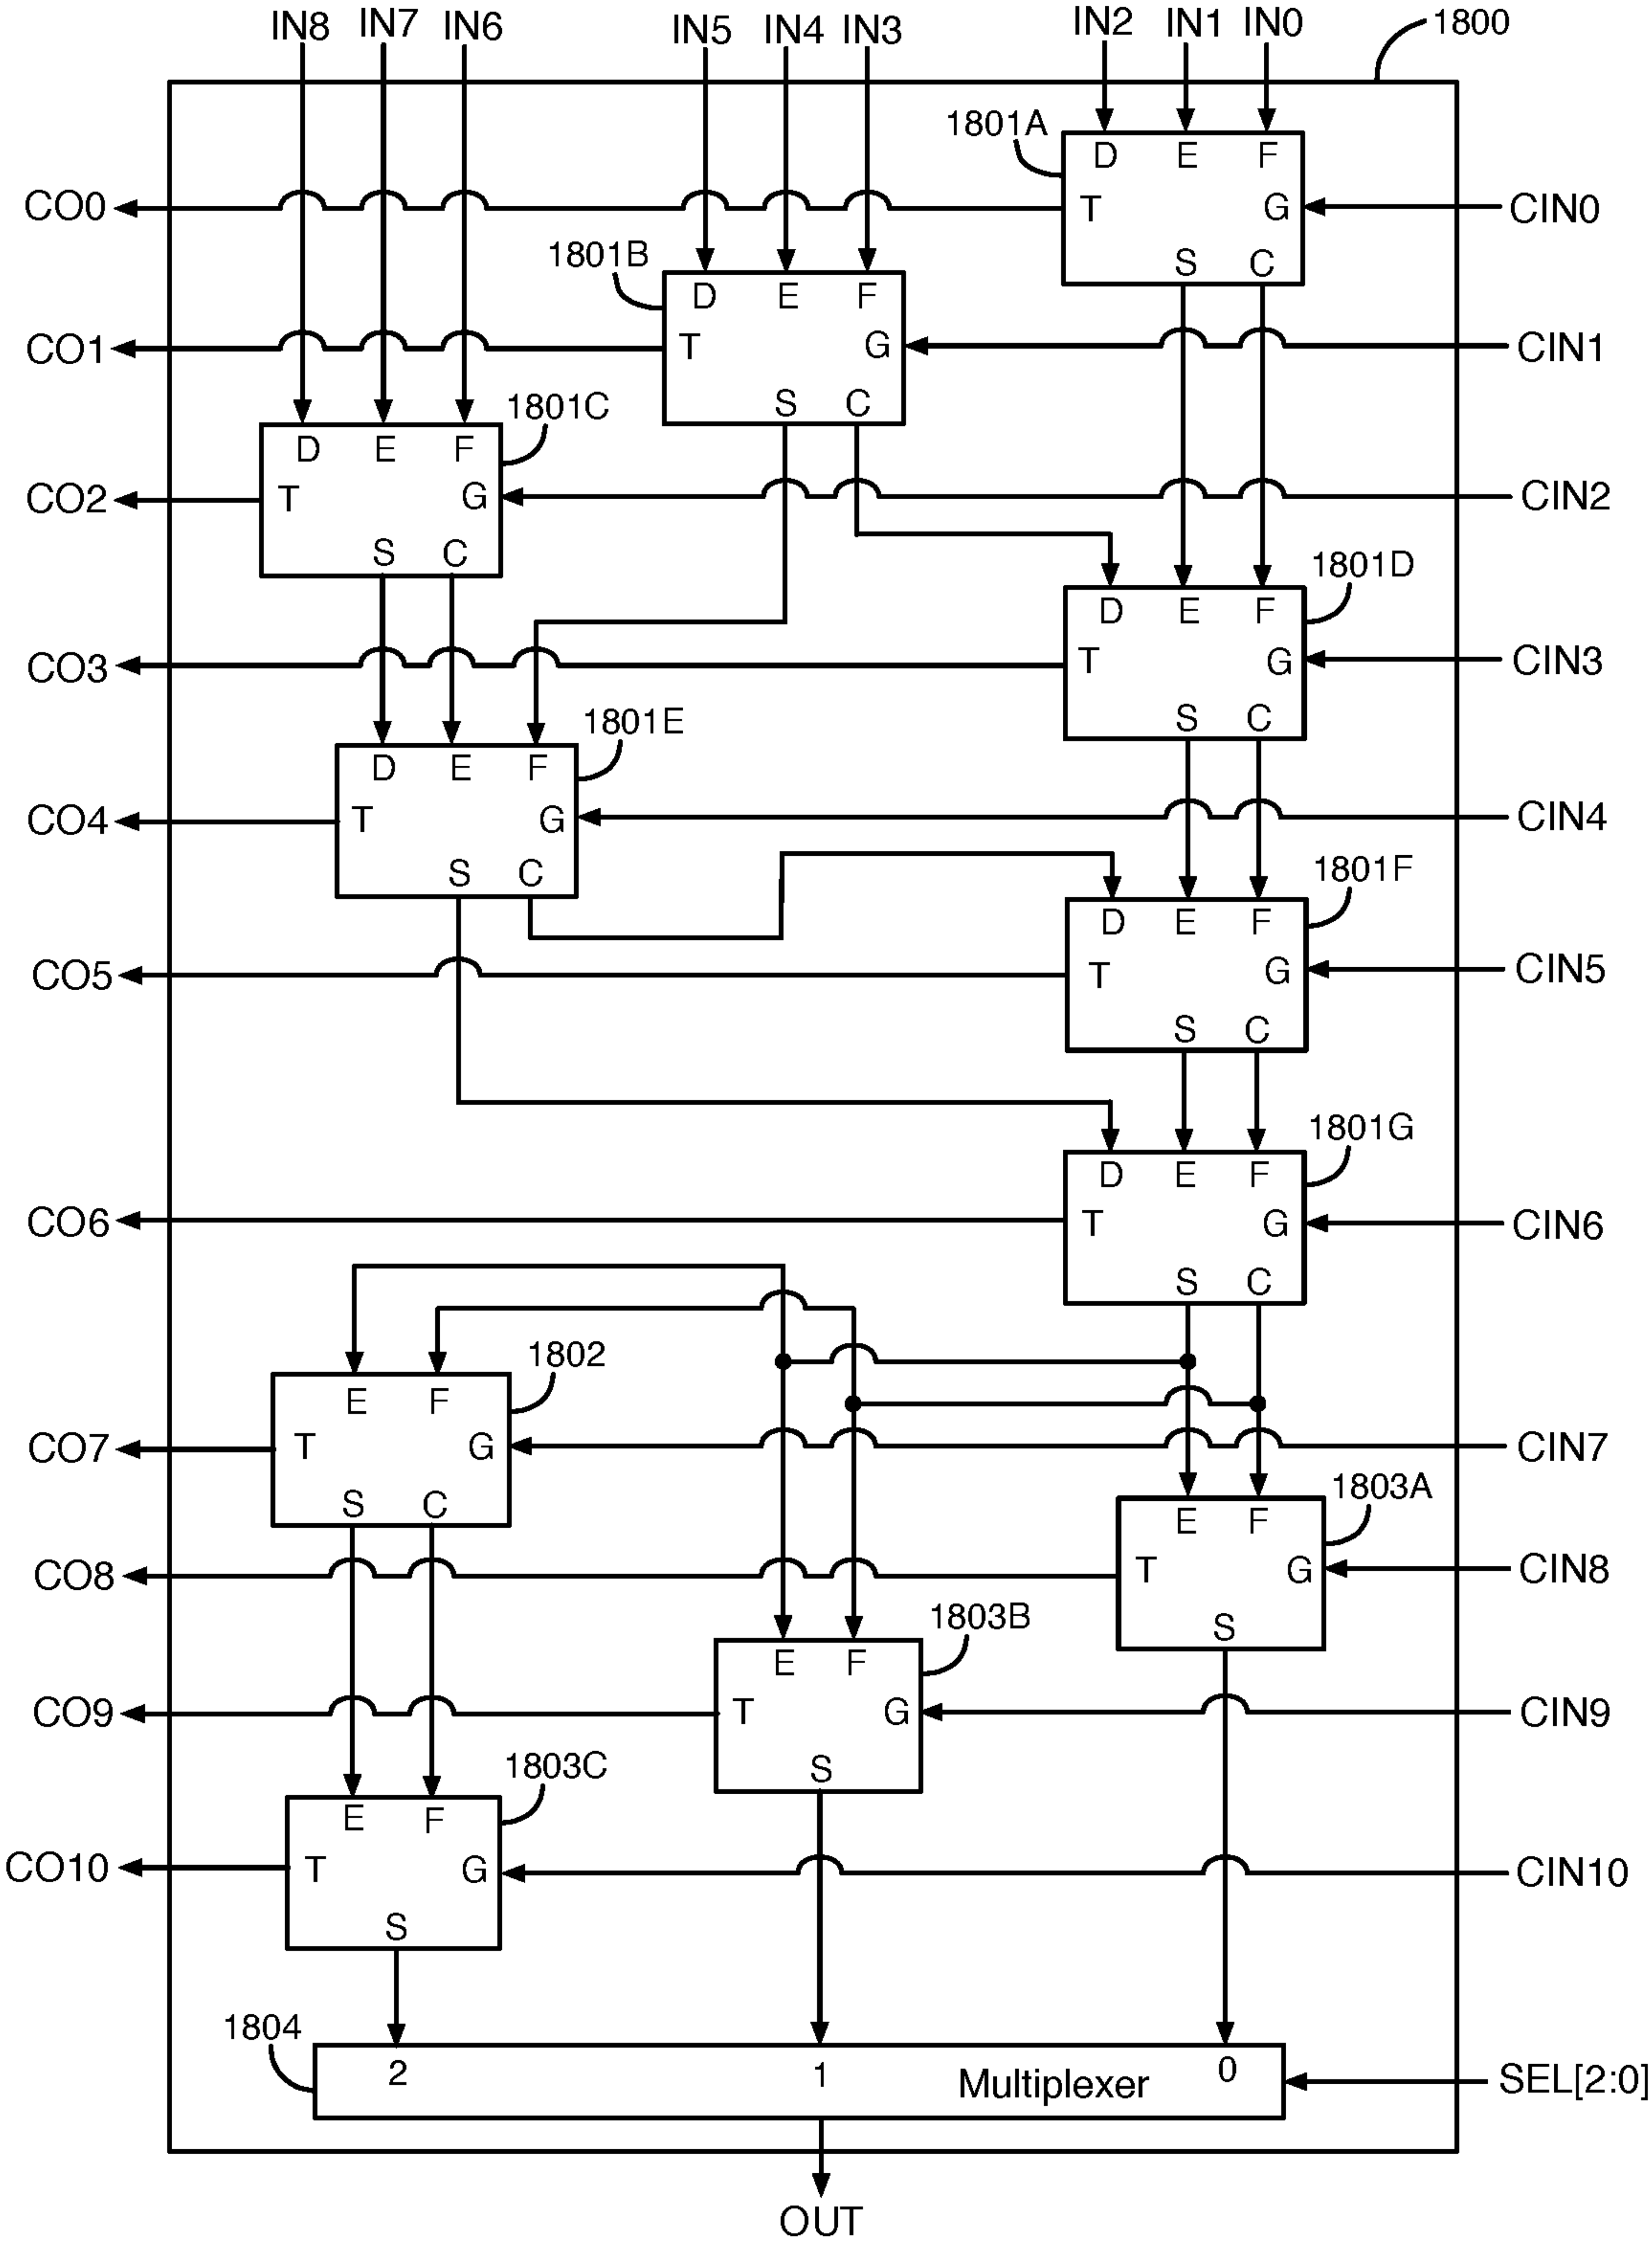 IN8 IN7 IN6 IN5 IN4 IN3 IN2 IN1 IN0 1800
1801A
D E F
CO0 T G CIN0
S C
1801B
D E F
CO1 T G CIN1
S C
1801C
D E F
CO2 T G CIN2
S C
1801D
D E F
CO3 T G CIN3
S C
1801E
D E F
CO4 T G CIN4
S C
1801F
D E F
CO5 T G CIN5
S C
1801G
D E F
CO6 T G CIN6
S C
1802
E F
CO7 T G CIN7
S C
1803A
E F
CO8 T G CIN8
S
1803B
E F
CO9 T G CIN9
S
1803C
E F
CO10 T G CIN10
S
1804
2 1 Multiplexer 0 SEL[2:0]
OUT